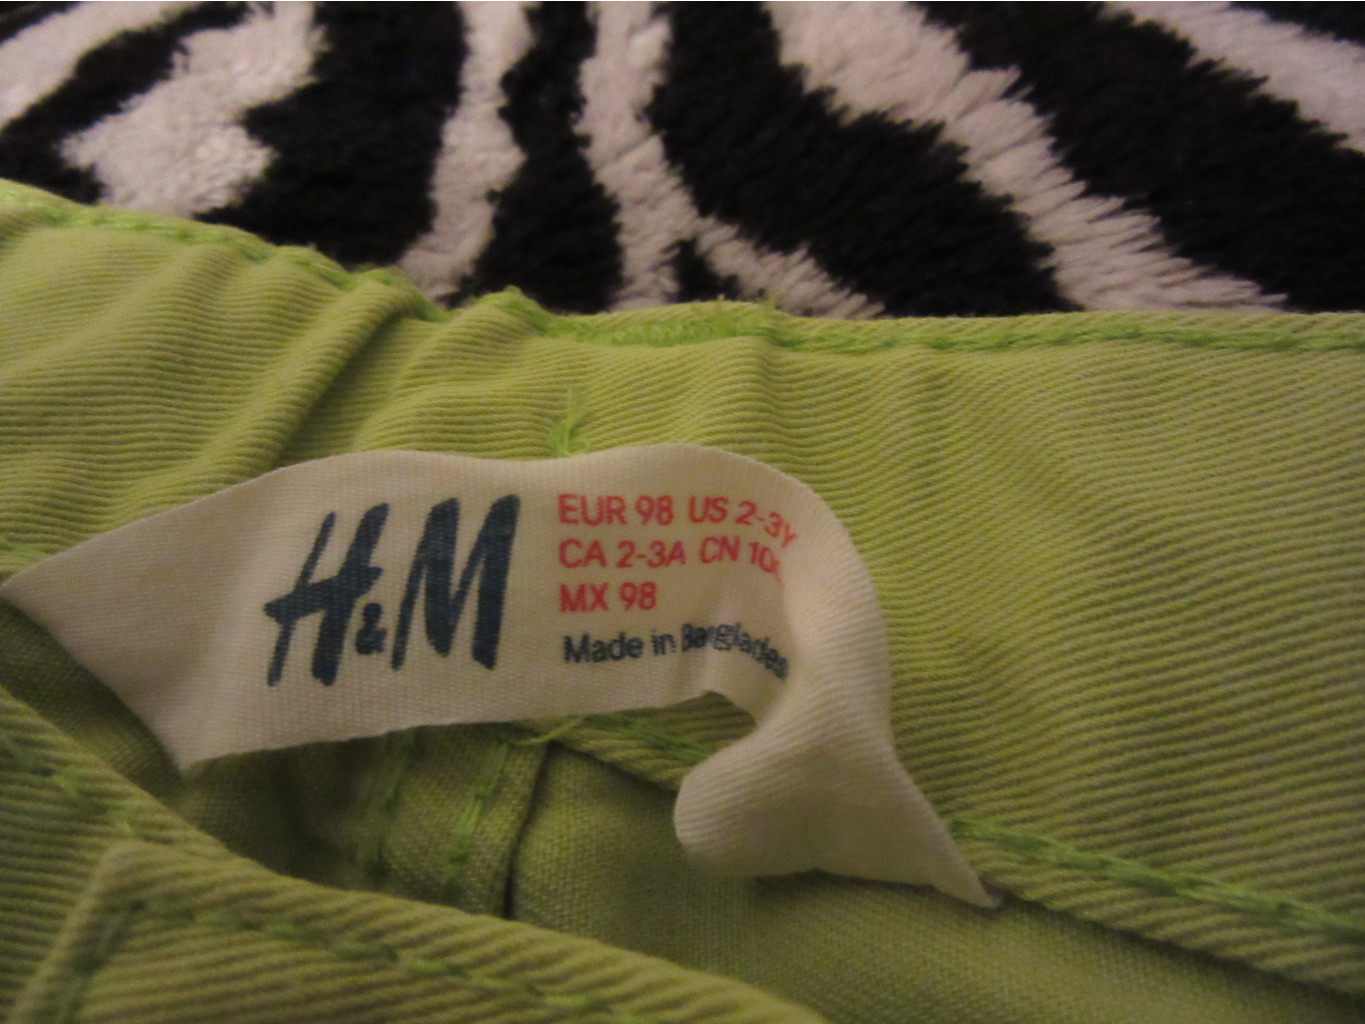 H&M
EUR 98 US 2-3Y
CA 2-3A CN
MX 98
Made in Bangladesh